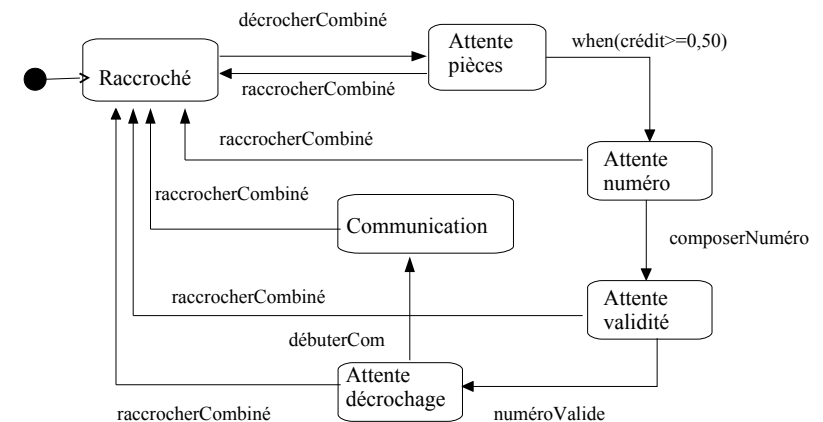 décrocherCombiné
Attente
pièces
when(crédit>=0,50)
Raccroché
raccrocherCombiné
raccrocherCombiné
Attente
numéro
raccrocherCombiné
Communication
composerNuméro
raccrocherCombiné
Attente
validité
débuterCom
Attente
décrochage
raccrocherCombiné
numéroValide